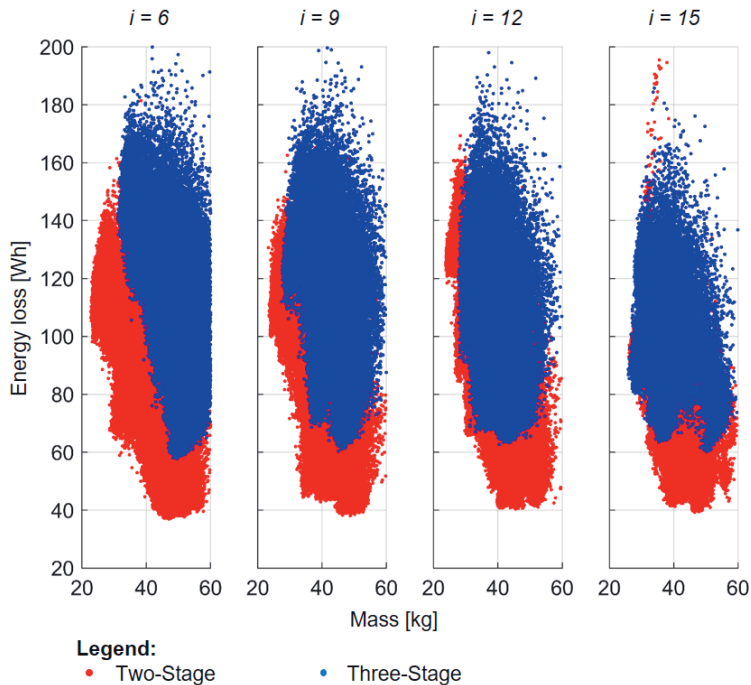 i = 6 i = 9 i = 12 i = 15
200
180
160
140
120
100
80
60
40
20
Energy loss [Wh]
20 40 60 20 40 60 20 40 60 20 40 60
Mass [kg]
Legend:
Two-Stage Three-Stage